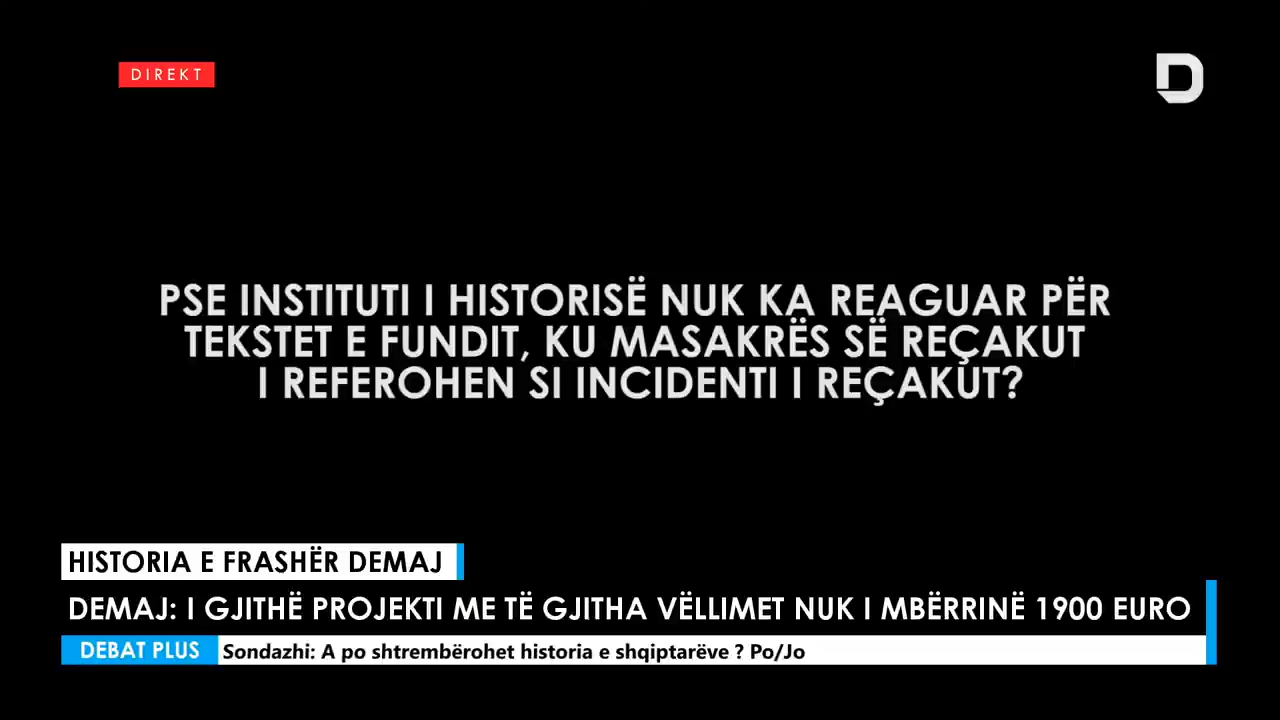 DIREKT
D
PSE INSTITUTI I HISTORISË NUK KA REAGUAR PËR
TEKSTET E FUNDIT, KU MASAKRËS SË REÇAKUT
I REFEROHEN SI INCIDENTI I REÇAKUT?
HISTORIA E FRASHËR DEMAJ
DEMAJ: I GJITHË PROJEKTI ME TË GJITHA VËLLIMET NUK I MBËRRINË 1900 EURO
DEBAT PLUS Sondazhi: A po shtrembërohet historia e shqiptarëve ? Po/Jo